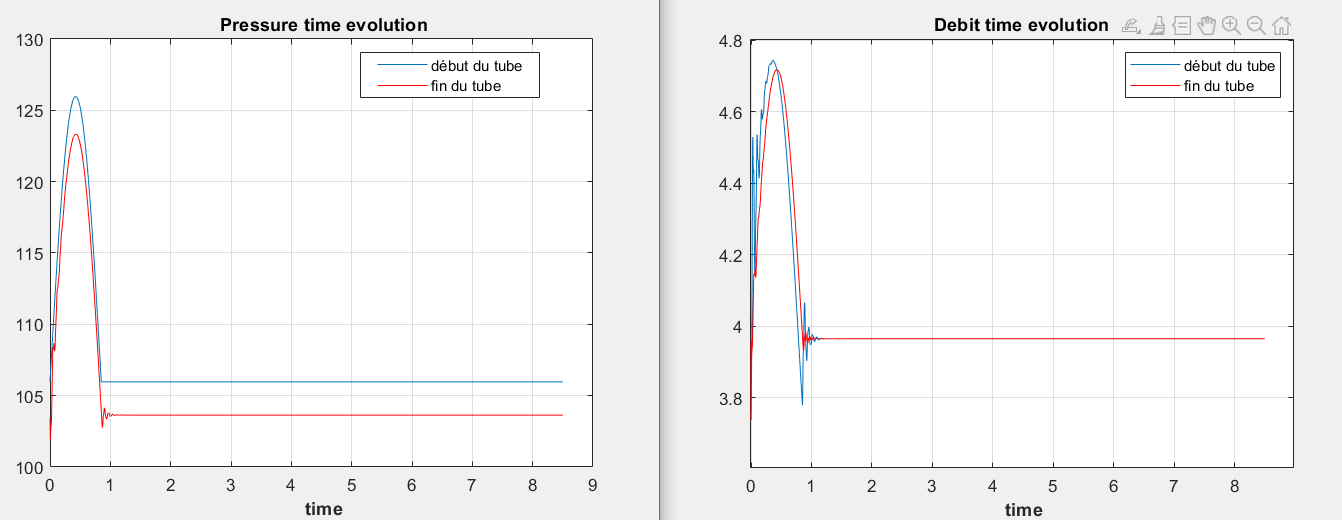 Pressure time evolution
130
125
120
115
110
105
100
0 1 2 3 4 5 6 7 8 9
time
début du tube
fin du tube
Debit time evolution
4.8
4.6
4.4
4.2
4
3.8
0 1 2 3 4 5 6 7 8
time
début du tube
fin du tube